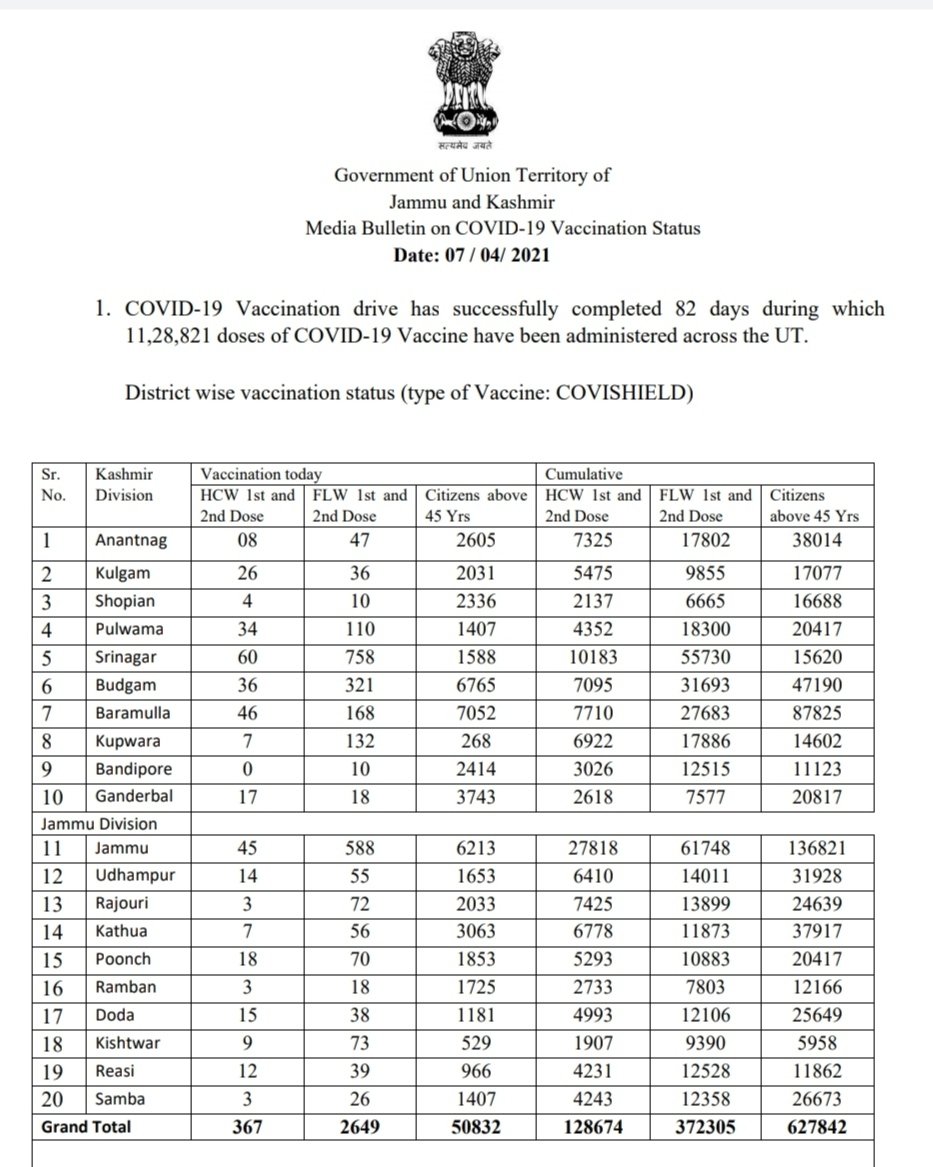 सत्यमेव जयते
Government of Union Territory of
Jammu and Kashmir
Media Bulletin on COVID-19 Vaccination Status
Date: 07 / 04/ 2021
1. COVID-19 Vaccination drive has successfully completed 82 days during which
11,28,821 doses of COVID-19 Vaccine have been administered across the UT.
District wise vaccination status (type of Vaccine: COVISHIELD)
Sr. Kashmir Vaccination today Cumulative
No. Division HCW 1st and FLW 1st and Citizens above HCW 1st and FLW 1st and Citizens
2nd Dose 2nd Dose 45 Yrs 2nd Dose 2nd Dose above 45 Yrs
1 Anantnag 08 47 2605 7325 17802 38014
2 Kulgam 26 36 2031 5475 9855 17077
3 Shopian 4 10 2336 2137 6665 16688
4 Pulwama 34 110 1407 4352 18300 20417
5 Srinagar 60 758 1588 10183 55730 15620
6 Budgam 36 321 6765 7095 31693 47190
7 Baramulla 46 168 7052 7710 27683 87825
8 Kupwara 7 132 268 6922 17886 14602
9 Bandipore 0 10 2414 3026 12515 11123
10 Ganderbal 17 18 3743 2618 7577 20817
Jammu Division
11 Jammu 45 588 6213 27818 61748 136821
12 Udhampur 14 55 1653 6410 14011 31928
13 Rajouri 3 72 2033 7425 13899 24639
14 Kathua 7 56 3063 6778 11873 37917
15 Poonch 18 70 1853 5293 10883 20417
16 Ramban 3 18 1725 2733 7803 12166
17 Doda 15 38 1181 4993 12106 25649
18 Kishtwar 9 73 529 1907 9390 5958
19 Reasi 12 39 966 4231 12528 11862
20 Samba 3 26 1407 4243 12358 26673
Grand Total 367 2649 50832 128674 372305 627842